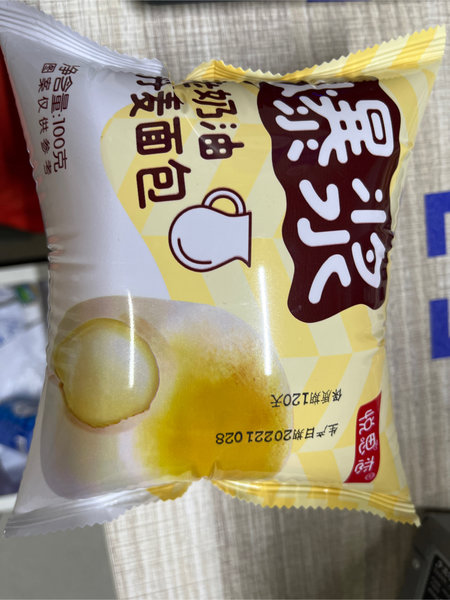 爆浆
奶油
麦面包
净含量:100克
图案仅供参考
保质期120天
生产日期20221028
悦思